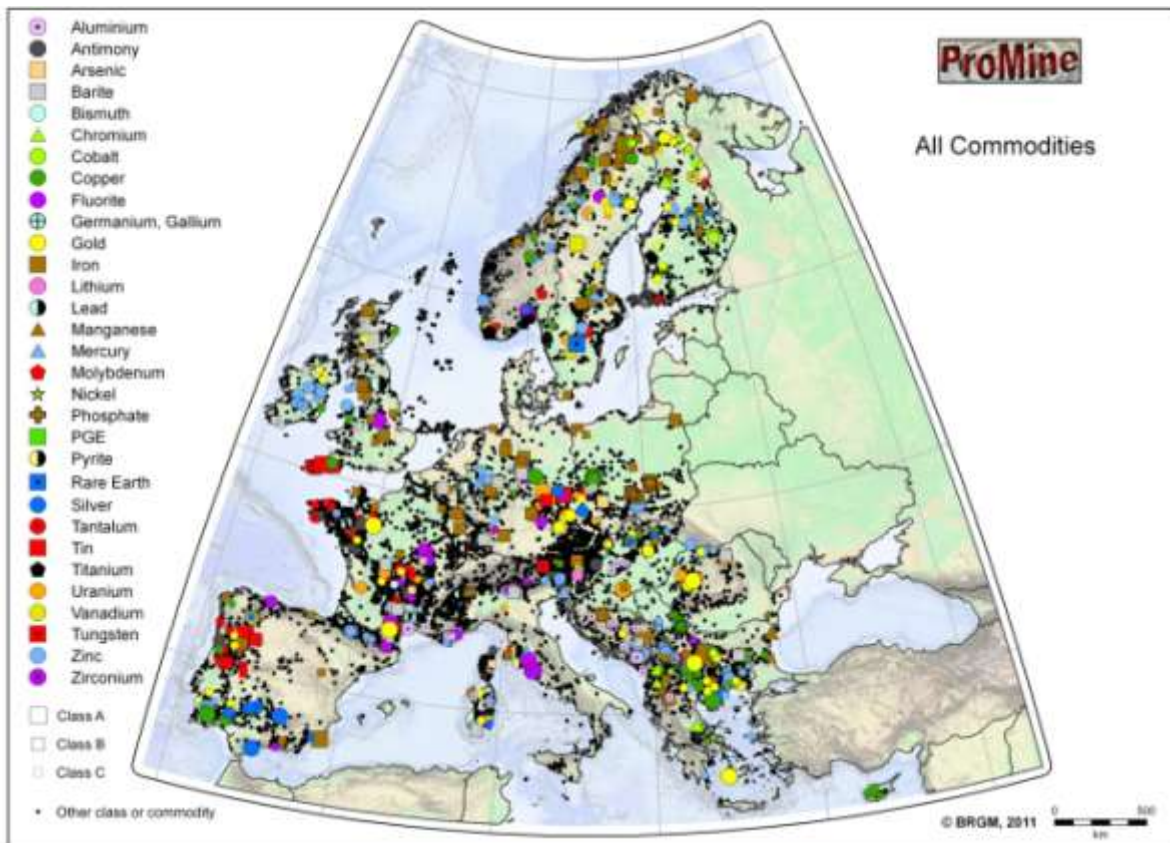 Aluminium
Antimony
Arsenic
Barite
Bismuth
Chromium
Cobalt
Copper
Fluorite
Germanium, Gallium
Gold
Iron
Lithium
Lead
Manganese
Mercury
Molybdenum
Nickel
Phosphate
PGE
Pyrite
Rare Earth
Silver
Tantalum
Tin
Titanium
Uranium
Vanadium
Tungsten
Zinc
Zirconium
Class A
Class B
Class C
Other class or commodity
ProMine
All Commodities
© BRGM, 2011
0 500
km